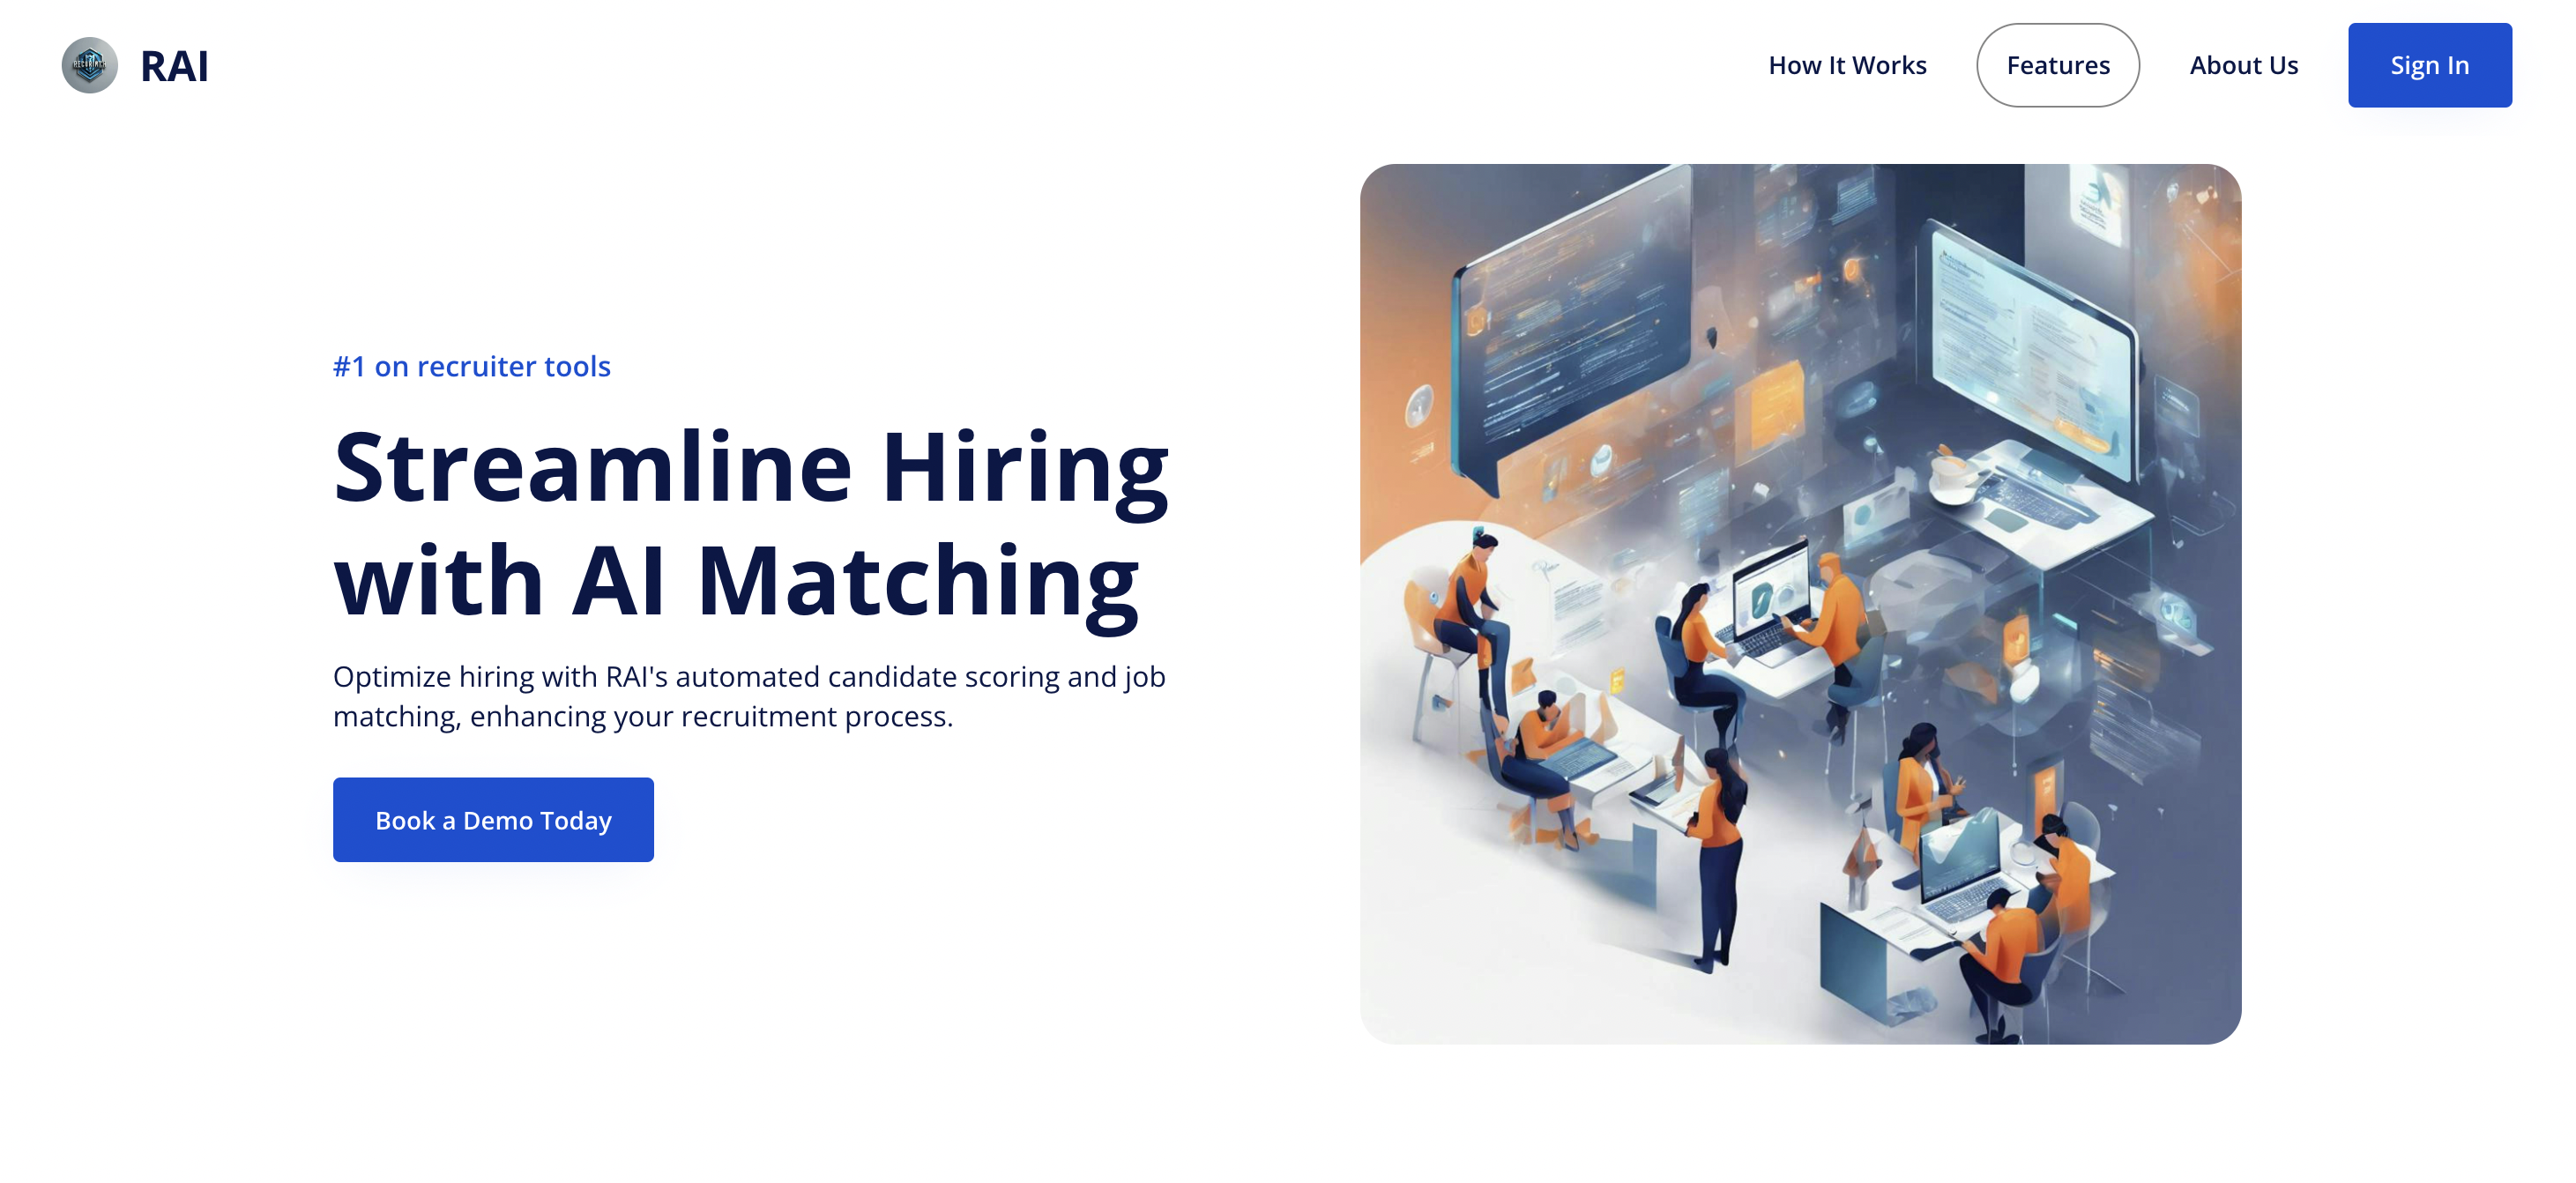 RAI
How It Works
Features
About Us
Sign In
#1 on recruiter tools
Streamline Hiring
with AI Matching
Optimize hiring with RAI's automated candidate scoring and job
matching, enhancing your recruitment process.
Book a Demo Today